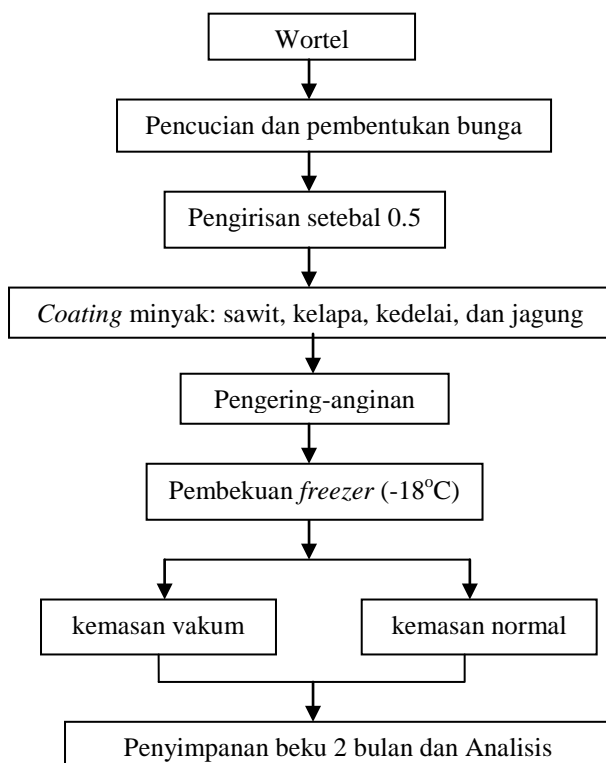 Wortel
Pencucian dan pembentukan bunga
Pengirisan setebal 0.5
Coating minyak: sawit, kelapa, kedelai, dan jagung
Pengering-anginan
Pembekuan freezer (-18°C)
kemasan vakum
kemasan normal
Penyimpanan beku 2 bulan dan Analisis